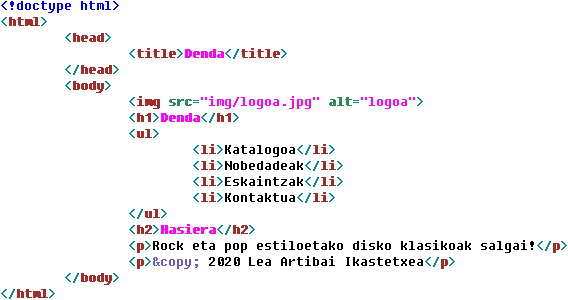 <!doctype html>
<html>
	<head>
		<title>Denda</title>
	</head>
	<body>
		<img src="img/logoa.jpg" alt="logoa">
		<h1>Denda</h1>
		<ul>
			<li>Katalogoa</li>
			<li>Nobedadeak</li>
			<li>Eskaintzak</li>
			<li>Kontaktua</li>
		</ul>
		<h2>Hasiera</h2>
		<p>Rock eta pop estiloetako disko klasikoak salgai!</p>
		<p>&copy; 2020 Lea Artibai Ikastetxea</p>
	</body>
</html>